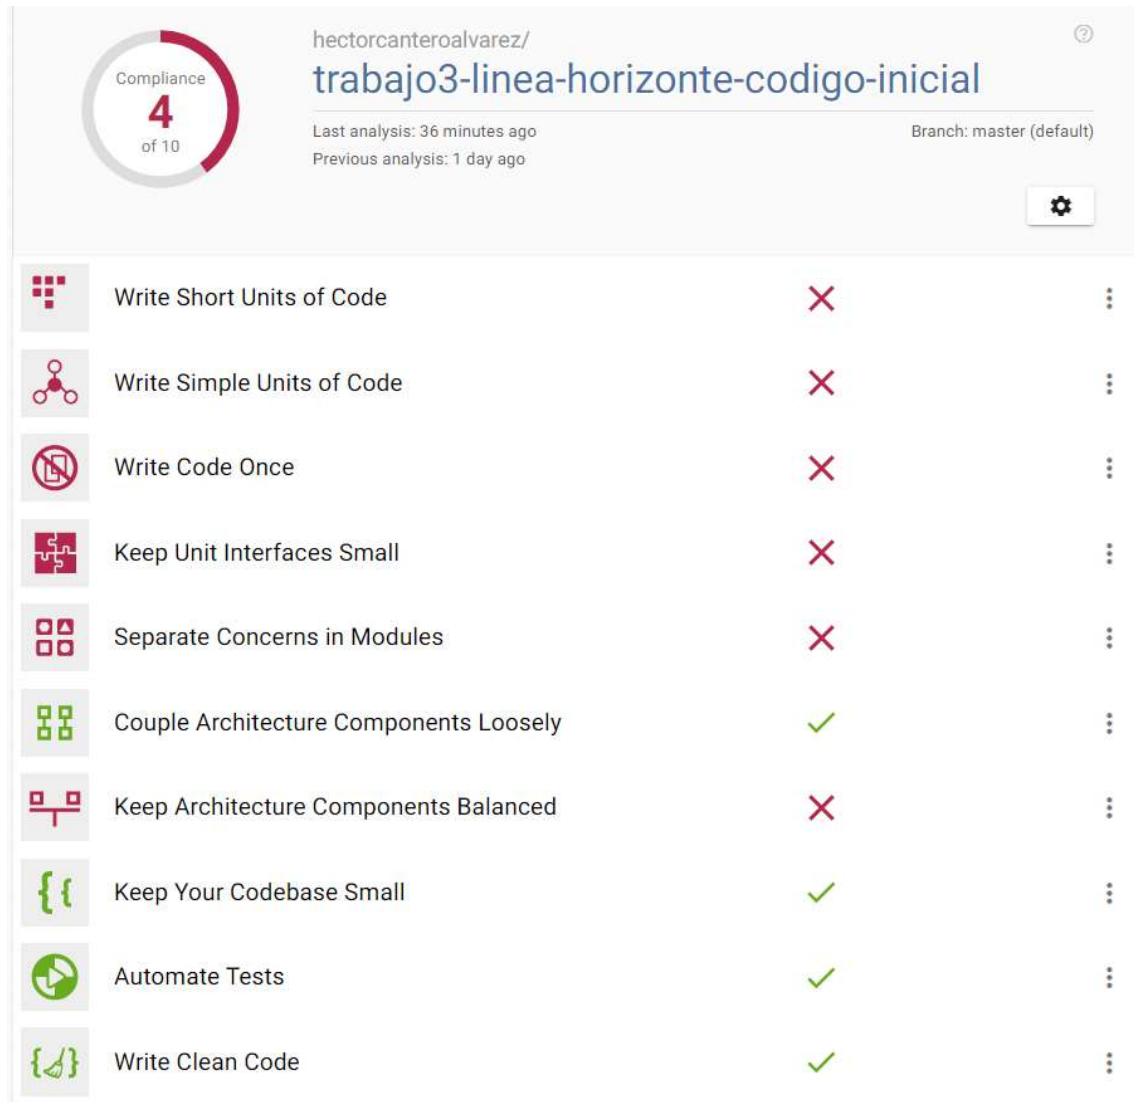 Compliance
4
of 10
hectorcanteroalvarez/
trabajo3-linea-horizonte-codigo-inicial
Last analysis: 36 minutes ago
Branch: master (default)
Previous analysis: 1 day ago
Write Short Units of Code
Write Simple Units of Code
Write Code Once
Keep Unit Interfaces Small
Separate Concerns in Modules
Couple Architecture Components Loosely
Keep Architecture Components Balanced
Keep Your Codebase Small
Automate Tests
Write Clean Code